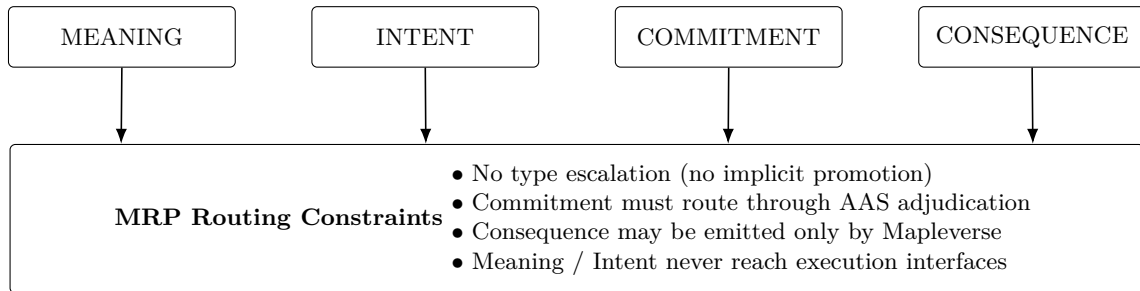 MEANING
INTENT
COMMITMENT
CONSEQUENCE
MRP Routing Constraints
• No type escalation (no implicit promotion)
• Commitment must route through AAS adjudication
• Consequence may be emitted only by Mapleverse
• Meaning / Intent never reach execution interfaces